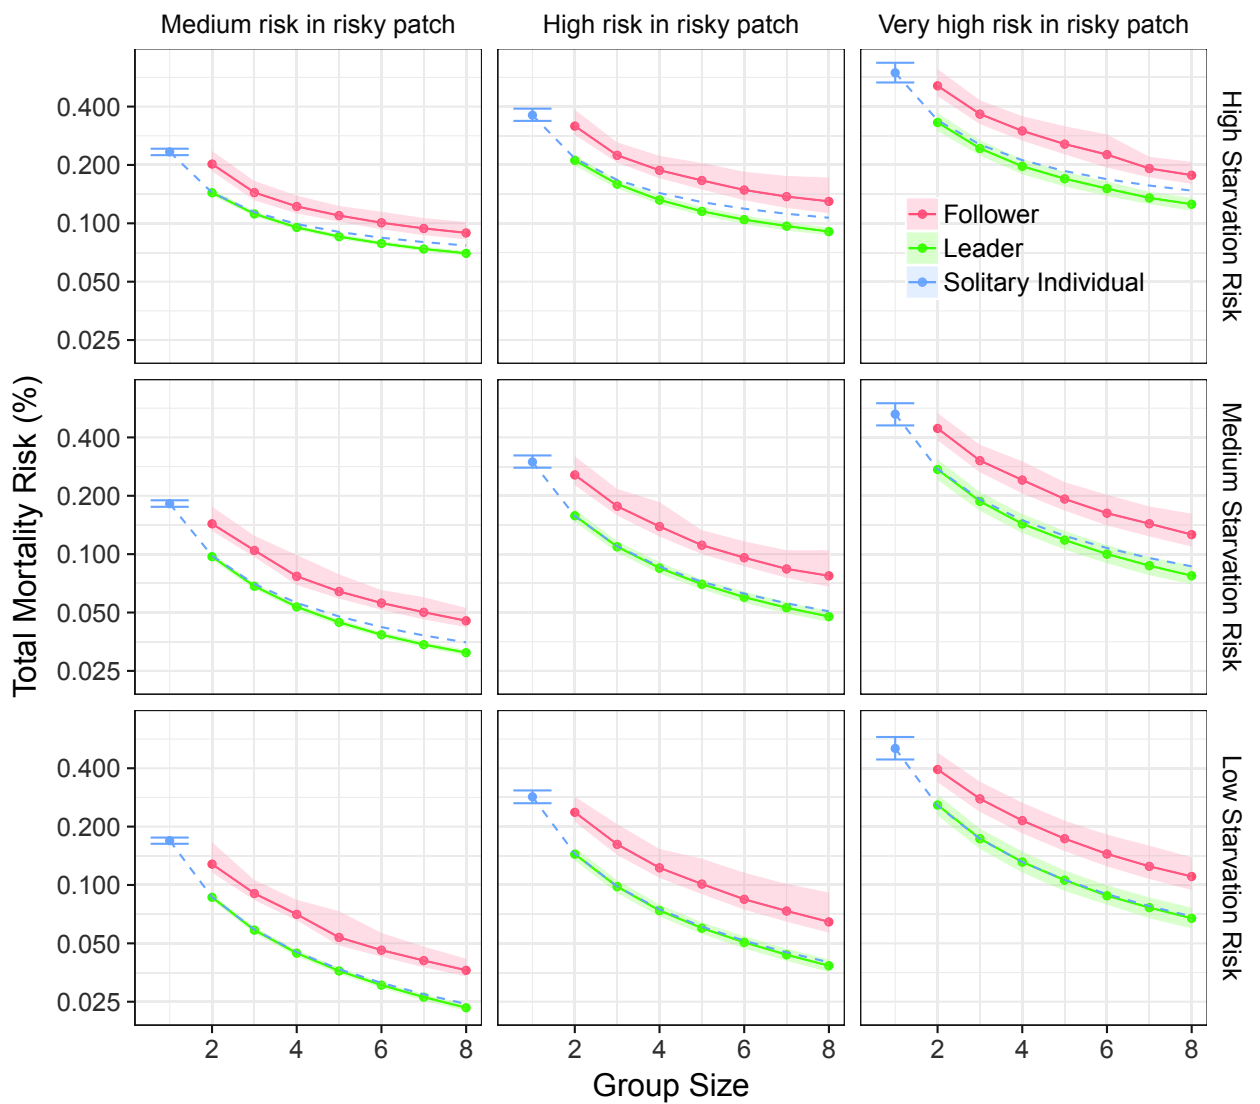 Medium risk in risky patch
High risk in risky patch
Very high risk in risky patch
Total Mortality Risk (%)
0.400
0.200
0.100
0.050
0.025
High Starvation Risk
Follower
Leader
Solitary Individual
0.400
0.200
0.100
0.050
0.025
Medium Starvation Risk
0.400
0.200
0.100
0.050
0.025
Low Starvation Risk
2 4 6 8
2 4 6 8
2 4 6 8
Group Size